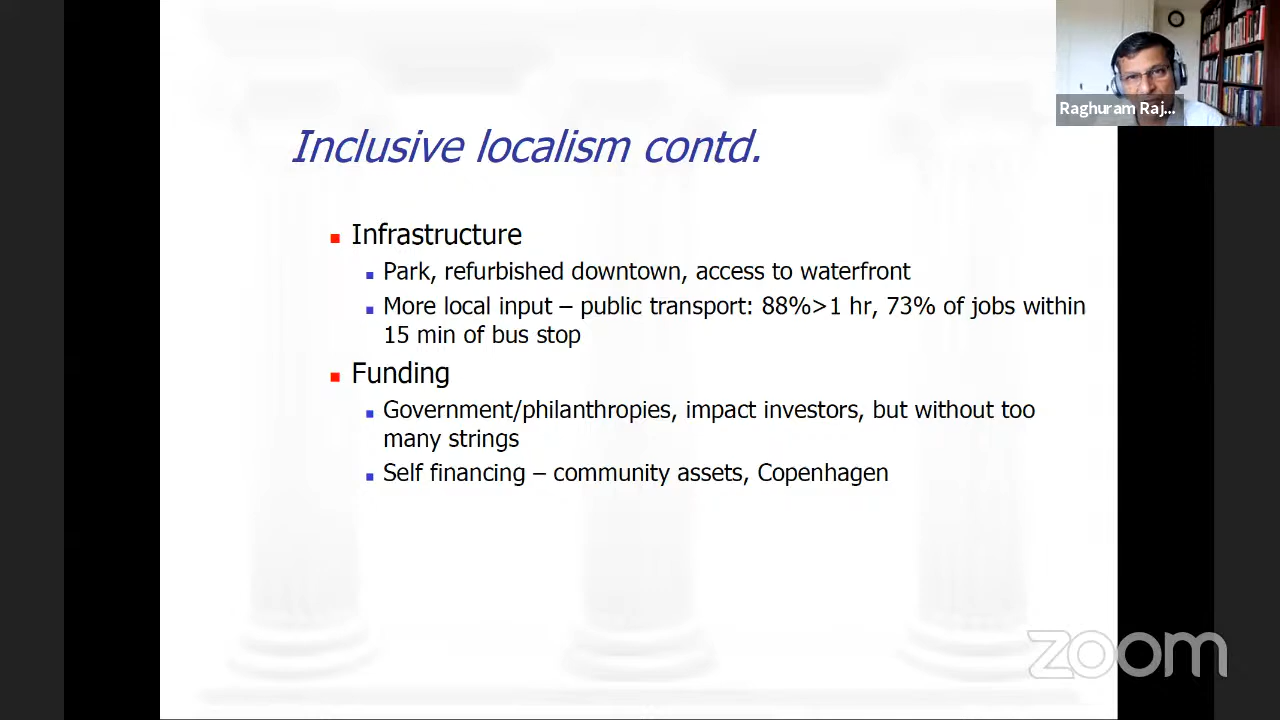 Raghuram Raj...
Inclusive localism contd.
Infrastructure
Park, refurbished downtown, access to waterfront
More local input – public transport: 88%>1 hr, 73% of jobs within
15 min of bus stop
Funding
Government/philanthropies, impact investors, but without too
many strings
Self financing – community assets, Copenhagen
zoom